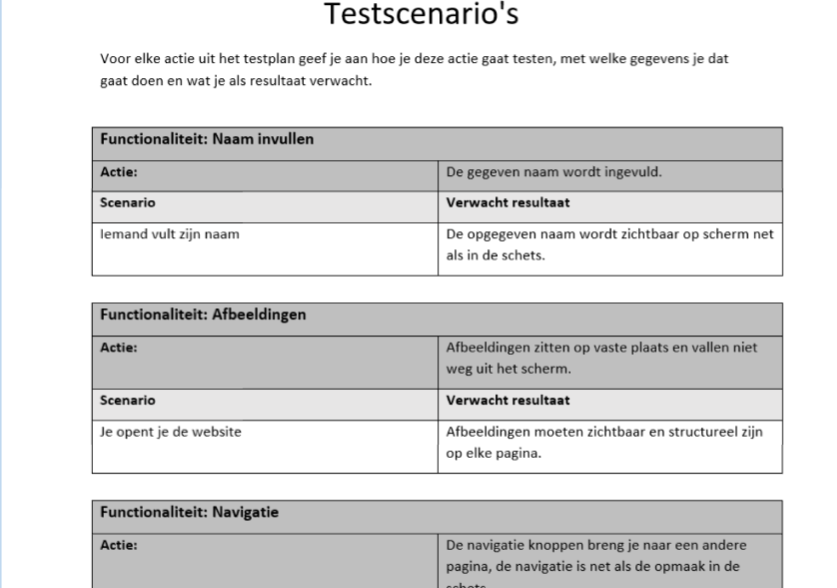 Testscenario's
Voor elke actie uit het testplan geef je aan hoe je deze actie gaat testen, met welke gegevens je dat
gaat doen en wat je als resultaat verwacht.
Functionaliteit: Naam invullen
Actie:
De gegeven naam wordt ingevuld.
Scenario
Verwacht resultaat
Iemand vult zijn naam
De opgegeven naam wordt zichtbaar op scherm net
als in de schets.
Functionaliteit: Afbeeldingen
Actie:
Afbeeldingen zitten op vaste plaats en vallen niet
weg uit het scherm.
Scenario
Verwacht resultaat
Je opent je de website
Afbeeldingen moeten zichtbaar en structureel zijn
op elke pagina.
Functionaliteit: Navigatie
Actie:
De navigatie knoppen breng je naar een andere
pagina, de navigatie is net als de opmaak in de